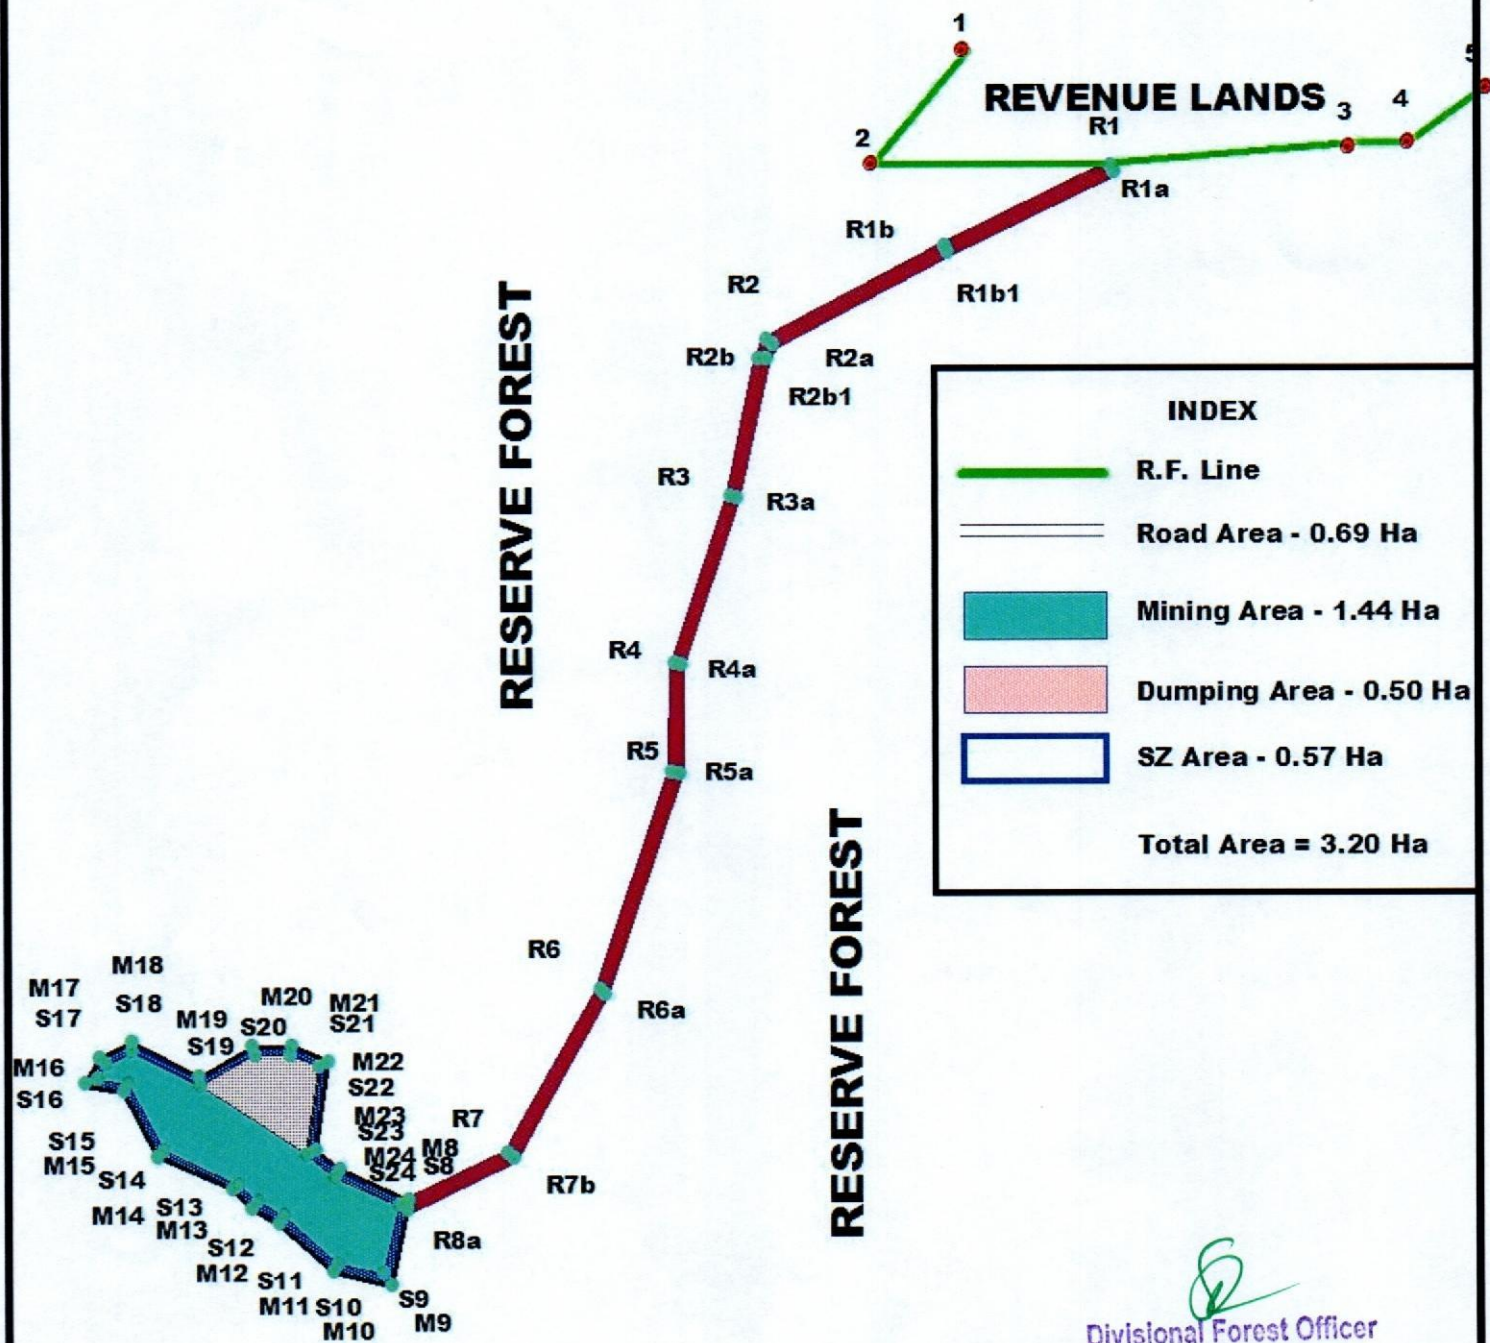 1
5
REVENUE LANDS
3
4
R1
2
R1a
R1b
R1b1
R2
R2b
R2a
R2b1
RESERVE FOREST
INDEX
R.F. Line
Road Area - 0.69 Ha
Mining Area - 1.44 Ha
Dumping Area - 0.50 Ha
SZ Area - 0.57 Ha
Total Area = 3.20 Ha
R3
R3a
R4
R4a
R5
R5a
RESERVE FOREST
R6
R6a
M18
M17
S18
S17
M20
M21
M19
S20
S21
S19
M22
M16
S22
S16
M23
S23
R7
M8
M24
S8
S24
S15
M15
S14
R7b
M14
S13
M13
R8a
S12
M12
S11
M11
S10
M10
S9
M9
Divisional Forest Officer